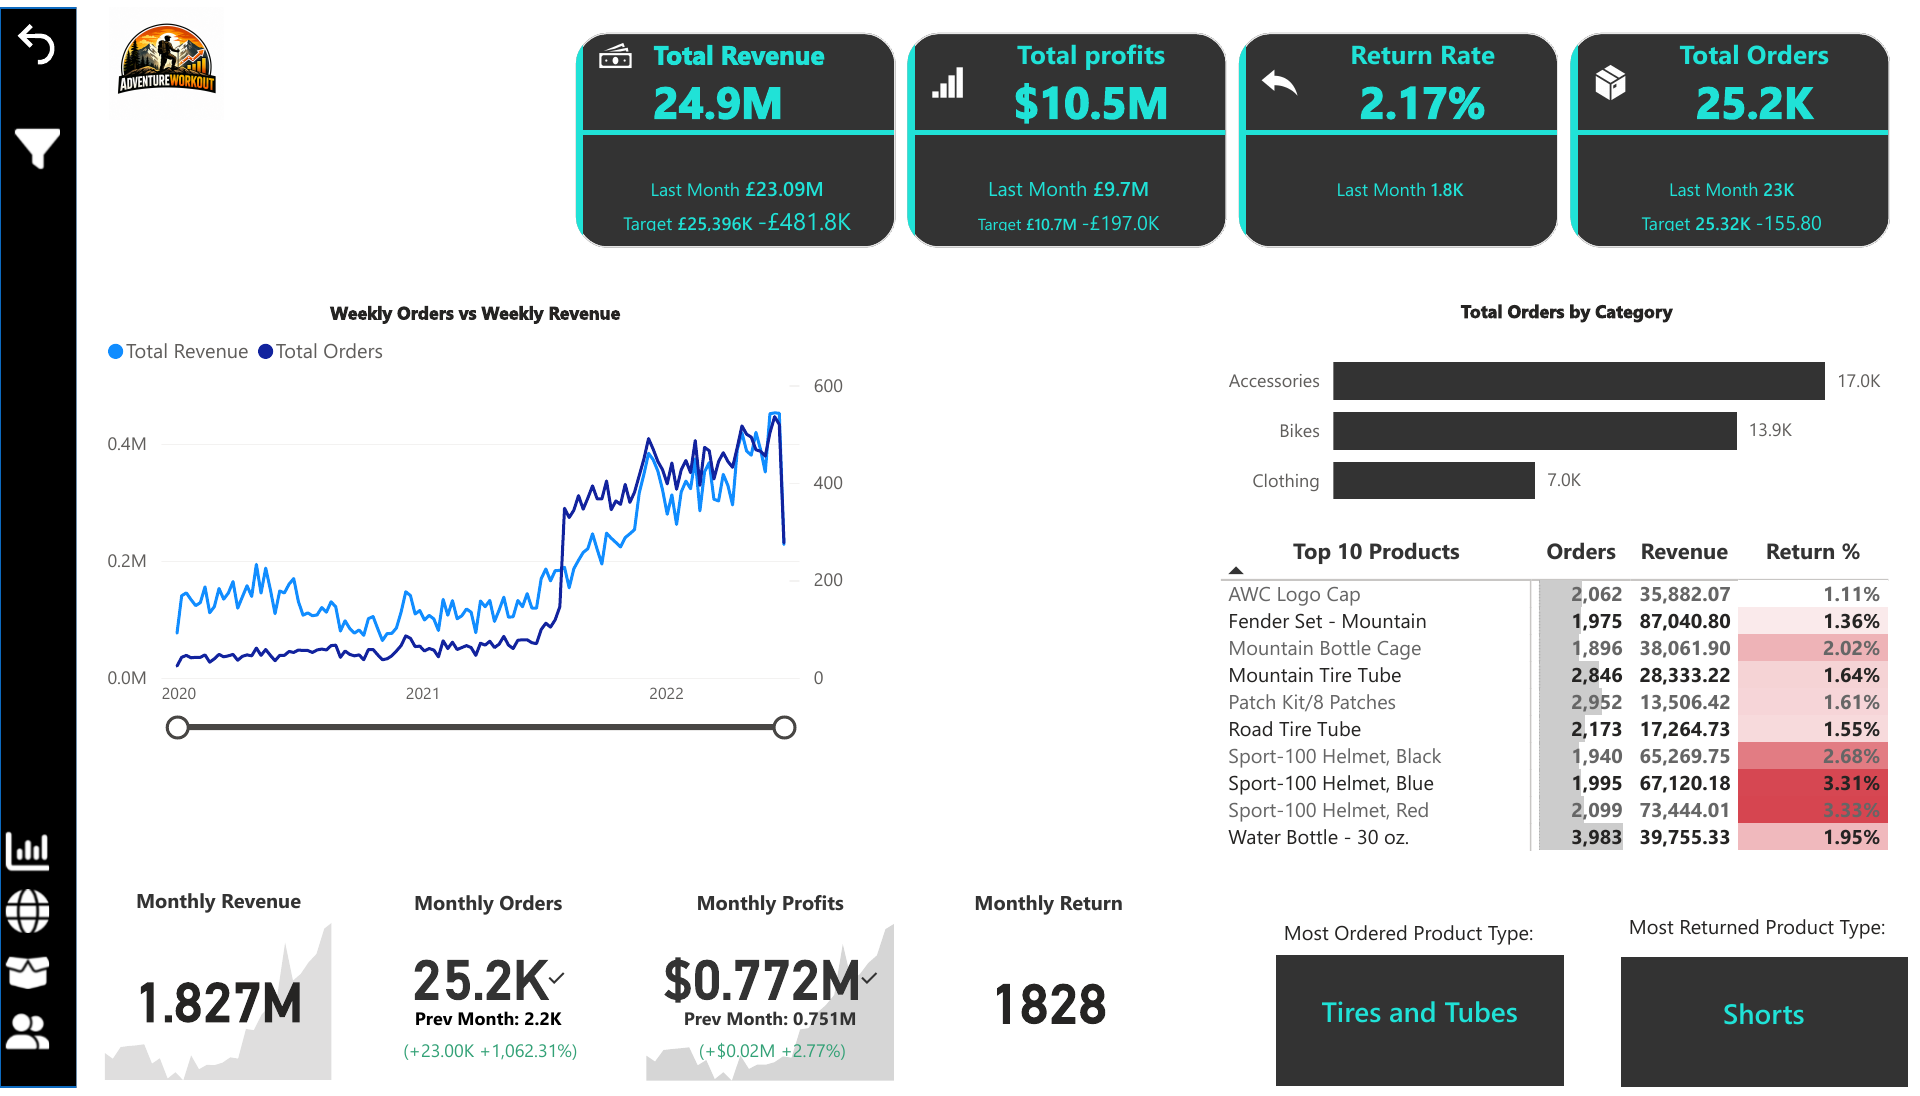 ADVENTUREWORKOUT
Total Revenue
24.9M
Last Month £23.09M
Target £25,396K -£481.8K
Total profits
$10.5M
Last Month £9.7M
Target £10.7M -£197.0K
Return Rate
2.17%
Last Month 1.8K
Total Orders
25.2K
Last Month 23K
Target 25.32K -155.80
Weekly Orders vs Weekly Revenue
Total Revenue Total Orders
600
0.4M
400
0.2M
200
0.0M
0
2020 2021 2022
Total Orders by Category
Accessories 17.0K
Bikes 13.9K
Clothing 7.0K
Top 10 Products Orders Revenue Return %
AWC Logo Cap 2,062 35,882.07 1.11%
Fender Set - Mountain 1,975 87,040.80 1.36%
Mountain Bottle Cage 1,896 38,061.90 2.02%
Mountain Tire Tube 2,846 28,333.22 1.64%
Patch Kit/8 Patches 2,952 13,506.42 1.61%
Road Tire Tube 2,173 17,264.73 1.55%
Sport-100 Helmet, Black 1,940 65,269.75 2.68%
Sport-100 Helmet, Blue 1,995 67,120.18 3.31%
Sport-100 Helmet, Red 2,099 73,444.01 3.33%
Water Bottle - 30 oz. 3,983 39,755.33 1.95%
Monthly Revenue
1.827M
Monthly Orders
25.2K
Prev Month: 2.2K
(+23.00K +1,062.31%)
Monthly Profits
$0.772M
Prev Month: 0.751M
(+$0.02M +2.77%)
Monthly Return
1828
Most Ordered Product Type:
Tires and Tubes
Most Returned Product Type:
Shorts